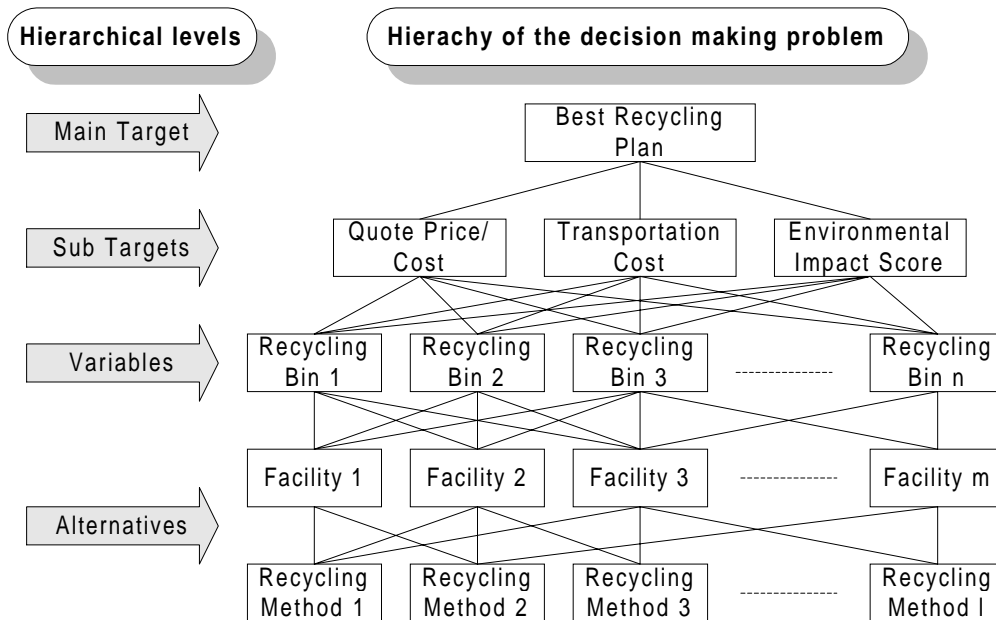 Hierarchical levels
Hierachy of the decision making problem
Main Target
Best Recycling
Plan
Sub Targets
Quote Price/
Cost
Transportation
Cost
Environmental
Impact Score
Variables
Recycling
Bin 1
Recycling
Bin 2
Recycling
Bin 3
Recycling
Bin n
Alternatives
Facility 1
Facility 2
Facility 3
Facility m
Recycling
Method 1
Recycling
Method 2
Recycling
Method 3
Recycling
Method l